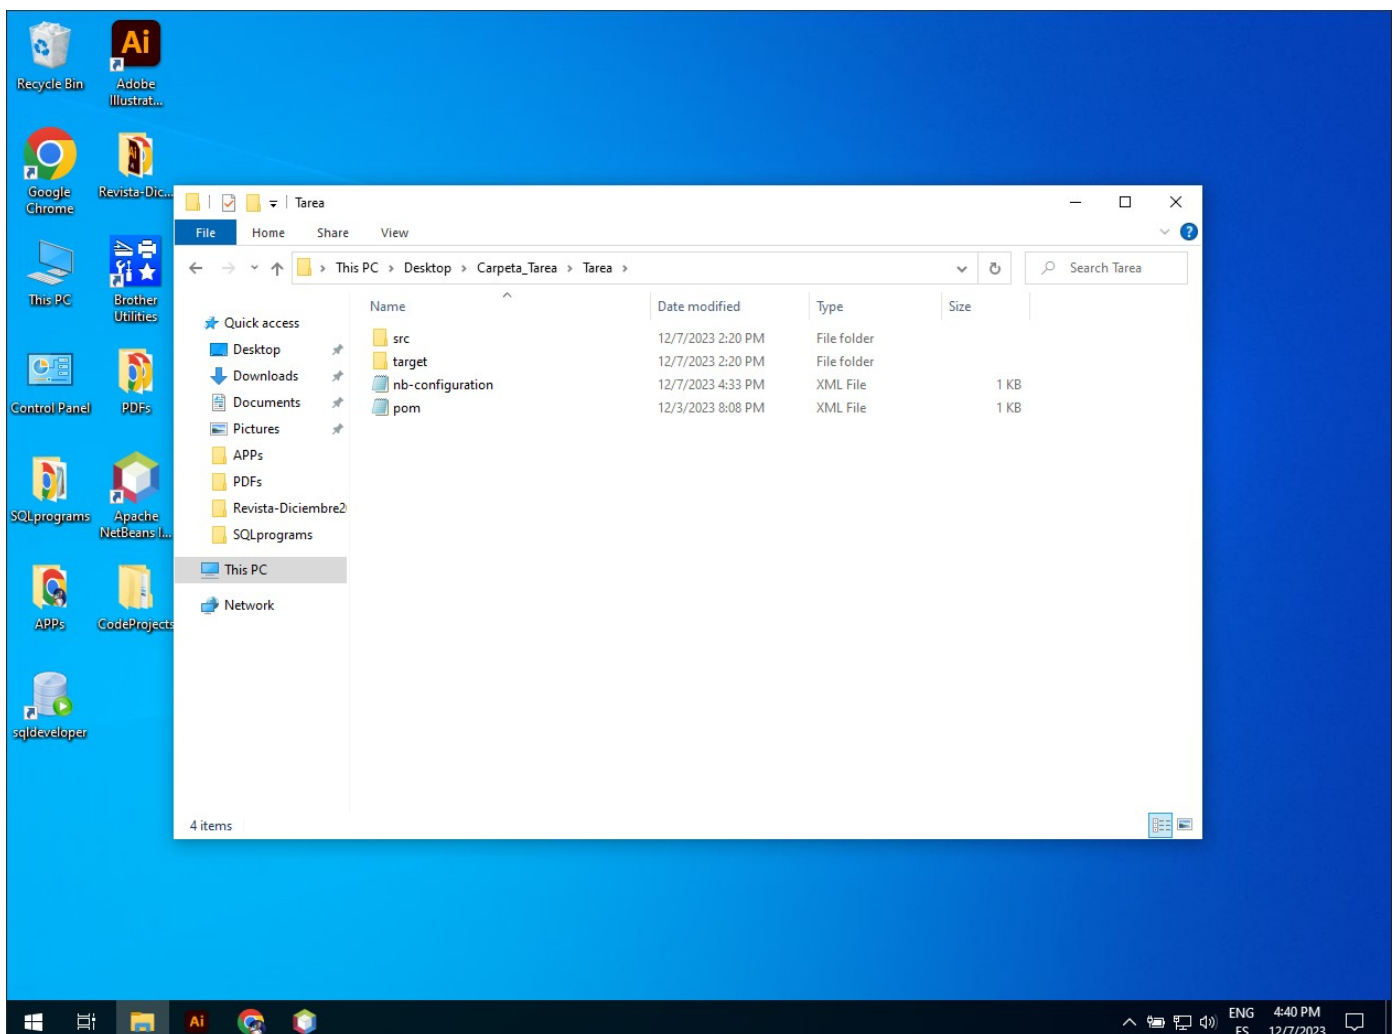 Recycle Bin
Ai
Adobe
Illustrat...
Google
Chrome
Revista-Dic...
This PC
Brother
Utilities
Control Panel
PDFs
SQLprograms
Apache
NetBeans I...
APPs
CodeProjects
sqldeveloper
Tarea
File Home Share View
This PC > Desktop > Carpeta_Tarea > Tarea >
Search Tarea
Name Date modified Type Size
Quick access
Desktop
Downloads
Documents
Pictures
APPs
PDFs
Revista-Diciembre2
SQLprograms
This PC
Network
src 12/7/2023 2:20 PM File folder
target 12/7/2023 2:20 PM File folder
nb-configuration 12/7/2023 4:33 PM XML File 1 KB
pom 12/3/2023 8:08 PM XML File 1 KB
4 items
Ai
ENG 4:40 PM
ES 12/7/2023